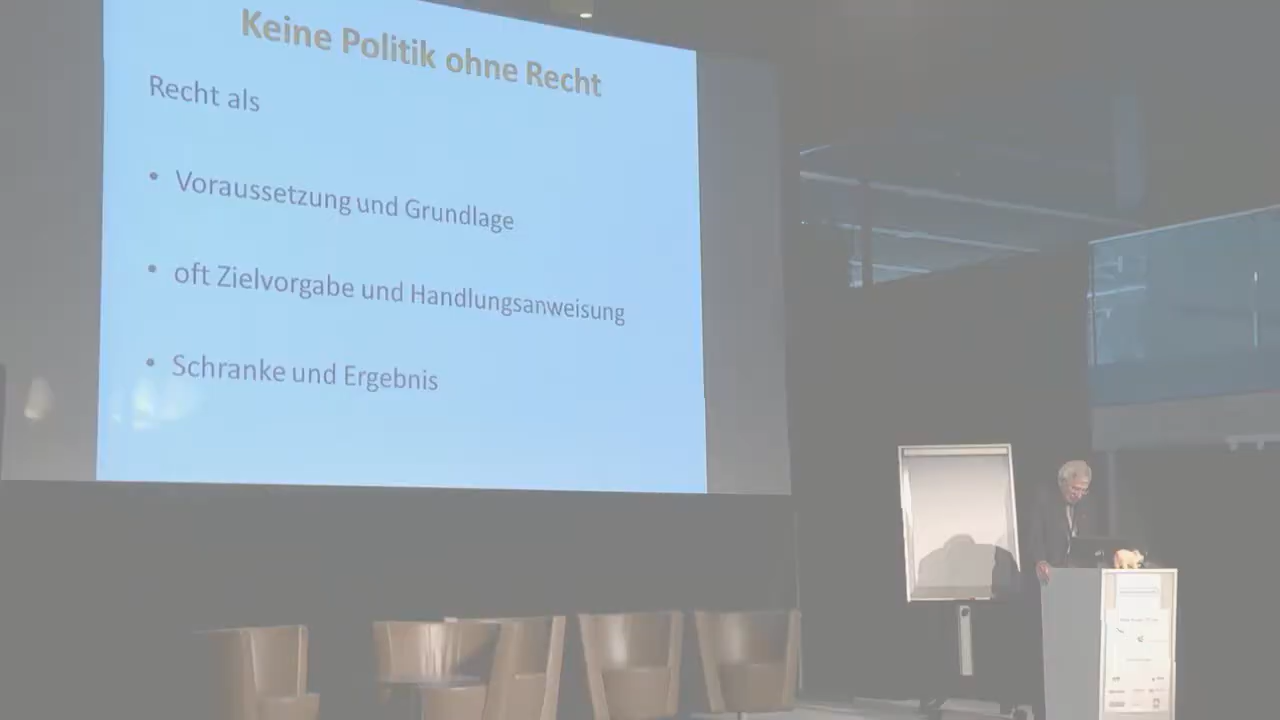 Keine Politik ohne Recht
Recht als
• Voraussetzung und Grundlage
• oft Zielvorgabe und Handlungsanweisung
• Schranke und Ergebnis